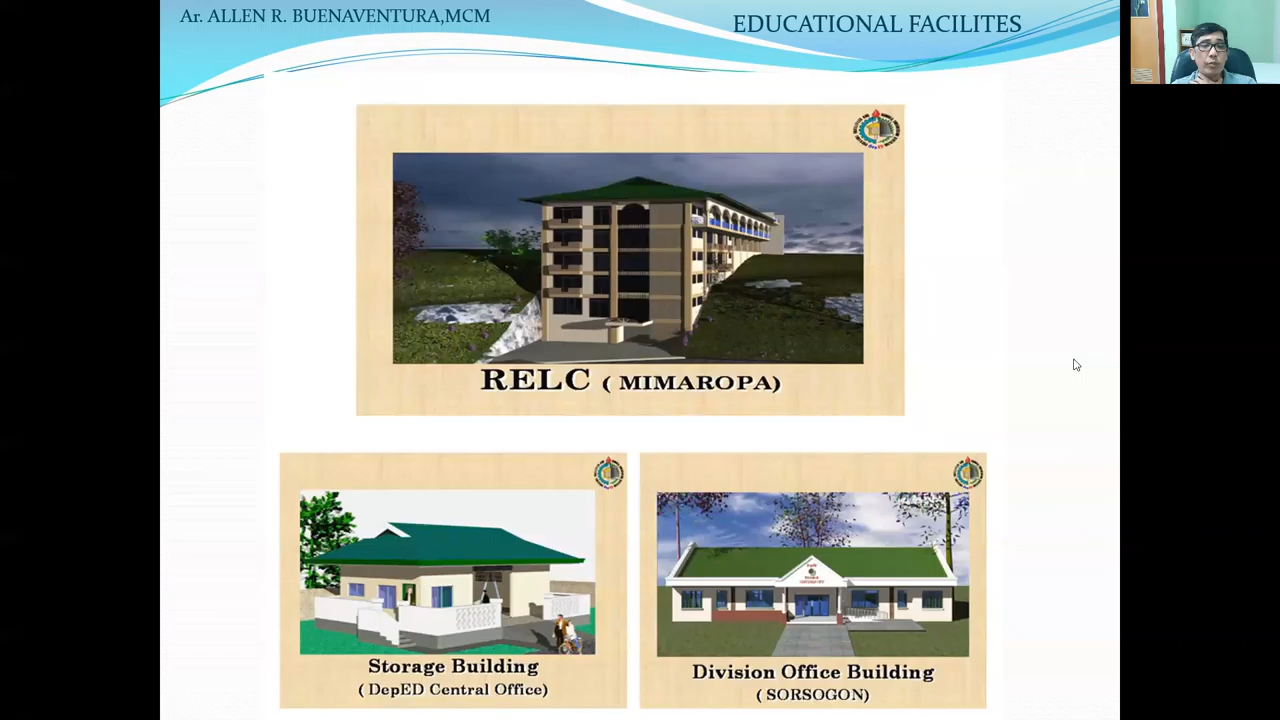 Ar. ALLEN R. BUENAVENTURA,MCM
EDUCATIONAL FACILITES
RELC ( MIMAROPA)
Storage Building
( DepED Central Office)
Division Office Building
( SORSOGON)